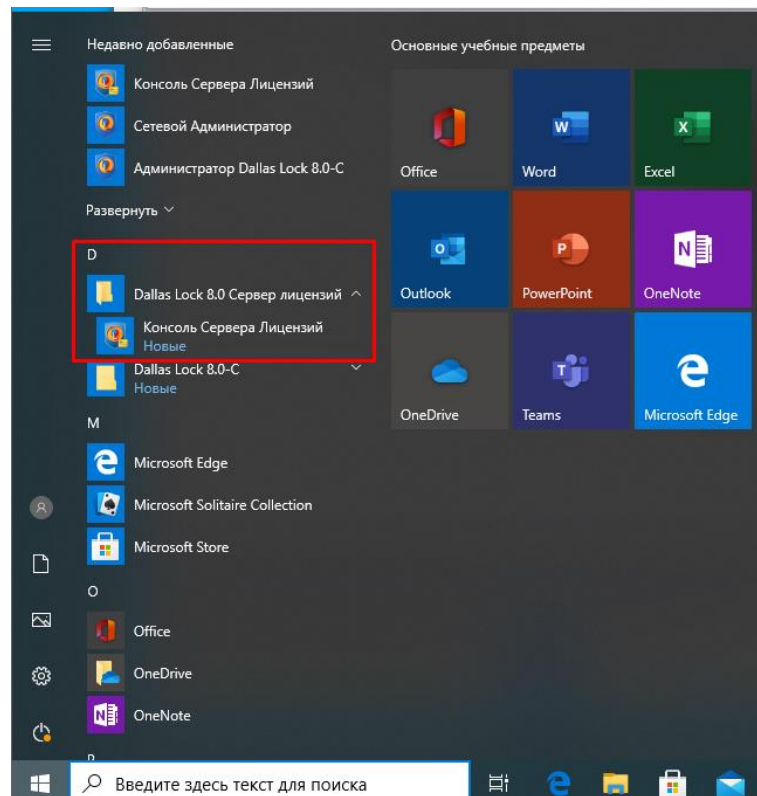 Недавно добавленные
Консоль Сервера Лицензий
Сетевой Администратор
Администратор Dallas Lock 8.0-C
Развернуть
D
Dallas Lock 8.0 Сервер лицензий
Консоль Сервера Лицензий
Новые
Dallas Lock 8.0-C
Новые
M
Microsoft Edge
Microsoft Solitaire Collection
Microsoft Store
O
Office
OneDrive
OneNote
Основные учебные предметы
Office
Word
Excel
Outlook
PowerPoint
OneNote
OneDrive
Teams
Microsoft Edge
Введите здесь текст для поиска